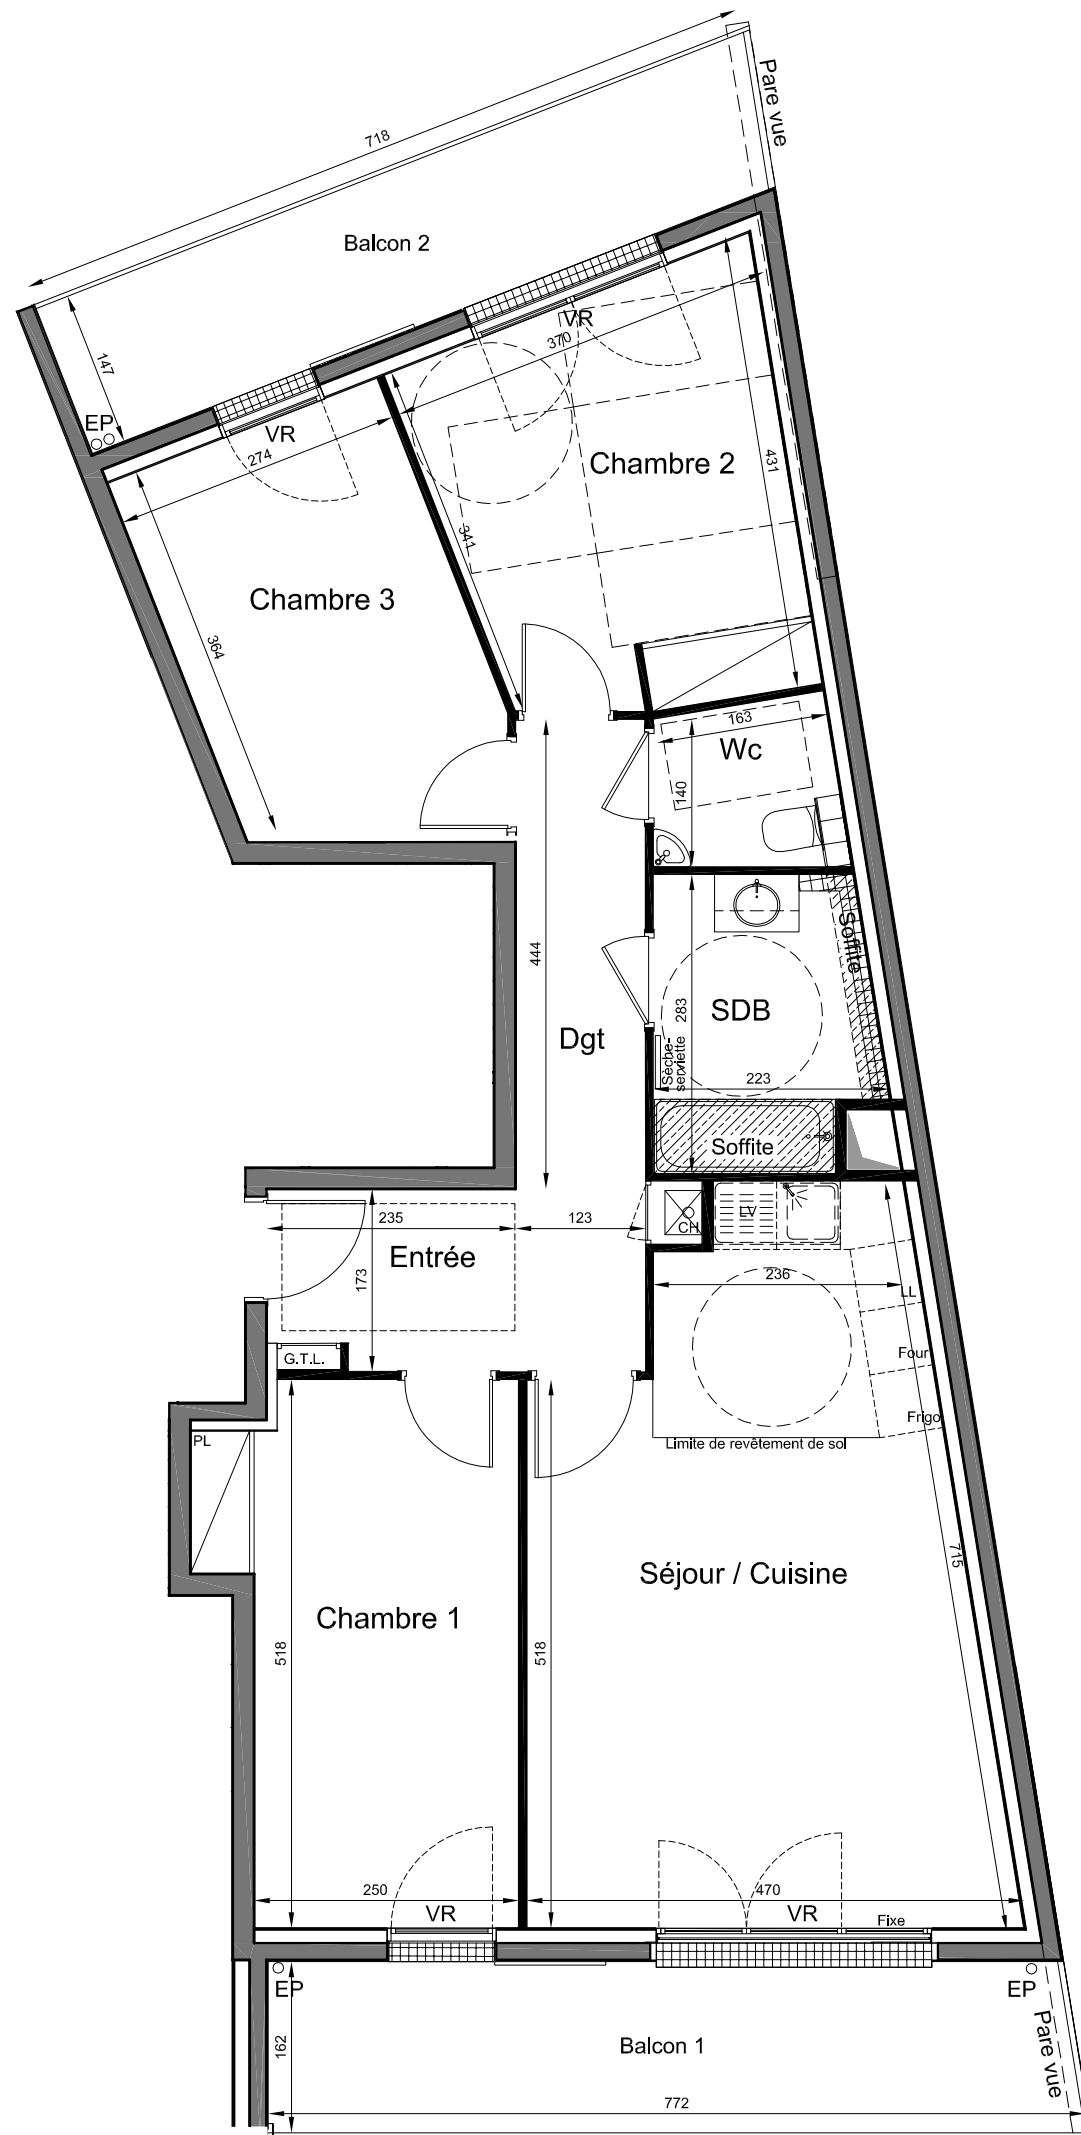 718
Pare vue
Balcon 2
147
EP
VR
370
VR
274
Chambre 2
431
341
Chambre 3
364
163
Wc
140
444
Soffite
283
SDB
Dgt
Sèche-
serviette
223
Soffite
235
123
CH
LV
Entrée
173
236
LL
G.T.L.
Four
Frigo
PL
Limite de revêtement de sol
715
Séjour / Cuisine
Chambre 1
518
518
250
470
VR
VR
Fixe
EP
EP
162
Balcon 1
Pare vue
772